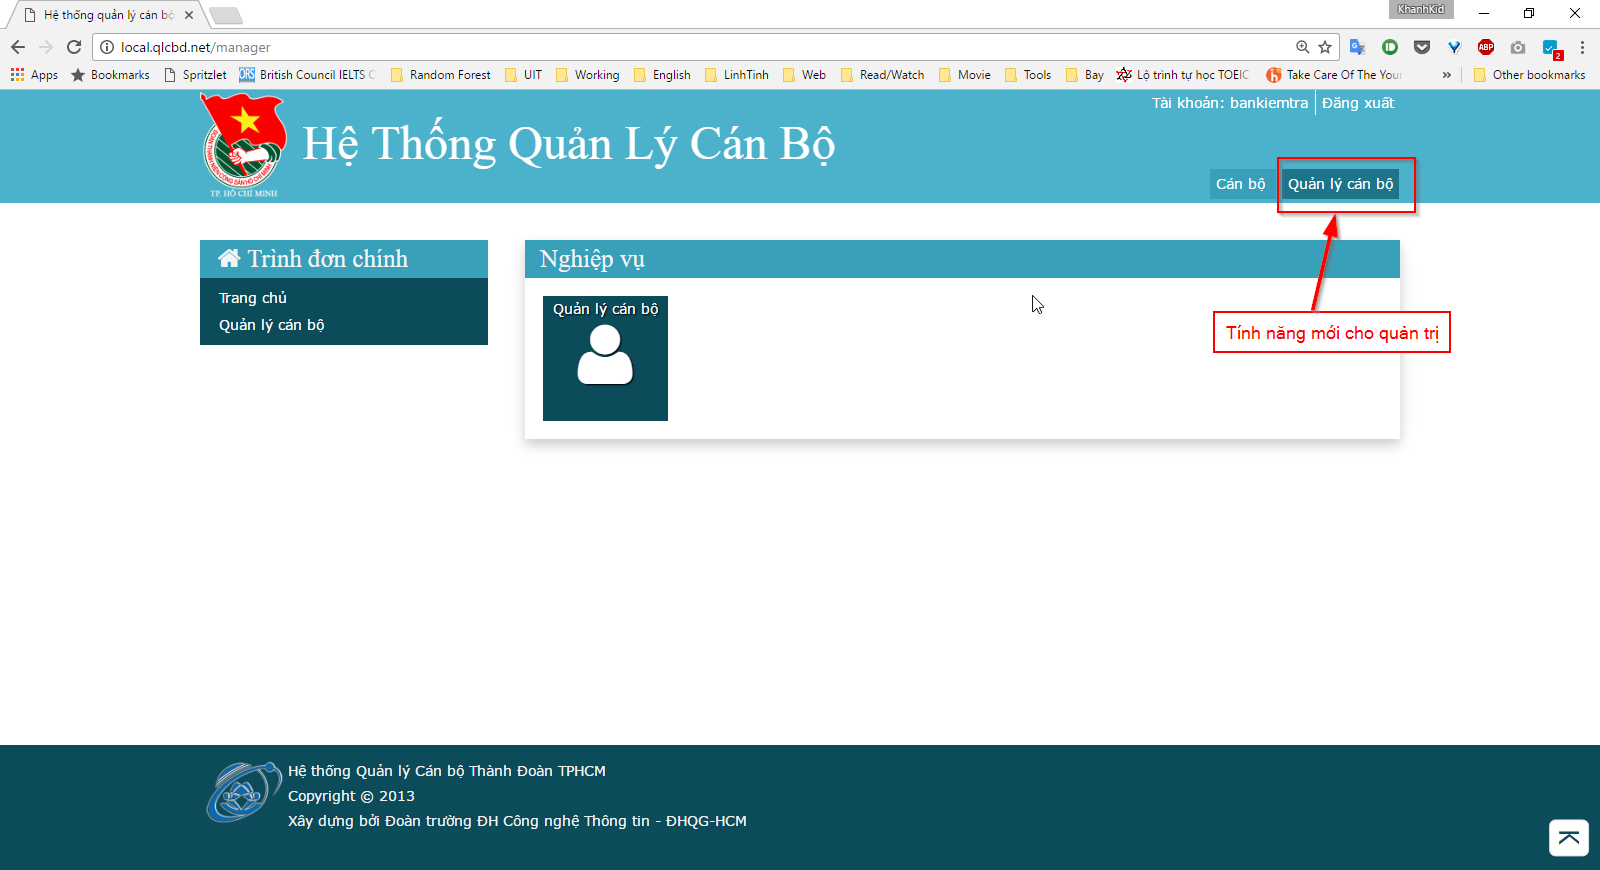 Hệ thống quản lý cán bộ
KhanhKid
local.qlcbd.net/manager
Apps Bookmarks Spritzlet British Council IELTS Random Forest UIT Working English LinhTinh Web Read/Watch Movie Tools Bay Lộ trình tự học TOEIC Take Care Of The Your » Other bookmarks
Tài khoản: bankiemtra Đăng xuất
Hệ Thống Quản Lý Cán Bộ
TP. HỒ CHÍ MINH
Cán bộ Quản lý cán bộ
Trình đơn chính
Trang chủ
Quản lý cán bộ
Nghiệp vụ
Quản lý cán bộ
Tính năng mới cho quản trị
Hệ thống Quản lý Cán bộ Thành Đoàn TPHCM
Copyright © 2013
Xây dựng bởi Đoàn trường ĐH Công nghệ Thông tin - ĐHQG-HCM
ABP
2